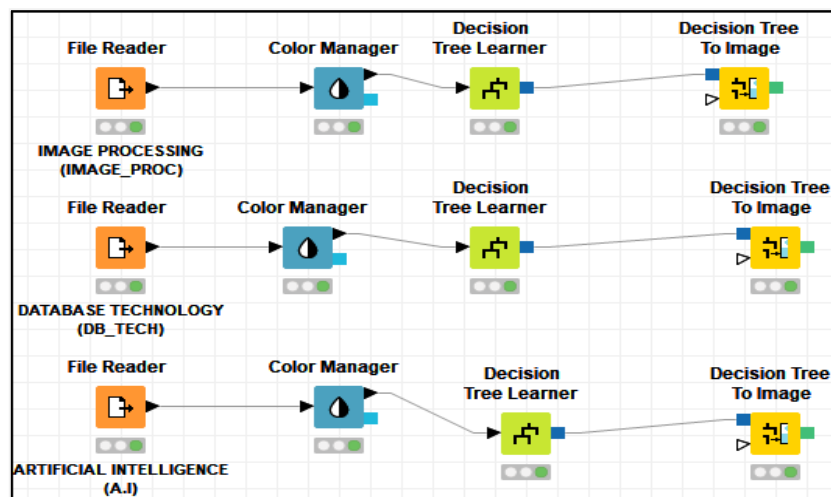 File Reader
Color Manager
Decision
Tree Learner
Decision Tree
To Image
IMAGE PROCESSING
(IMAGE_PROC)
File Reader
Color Manager
Decision
Tree Learner
Decision Tree
To Image
DATABASE TECHNOLOGY
(DB_TECH)
File Reader
Color Manager
Decision
Tree Learner
Decision Tree
To Image
ARTIFICIAL INTELLIGENCE
(A.I)